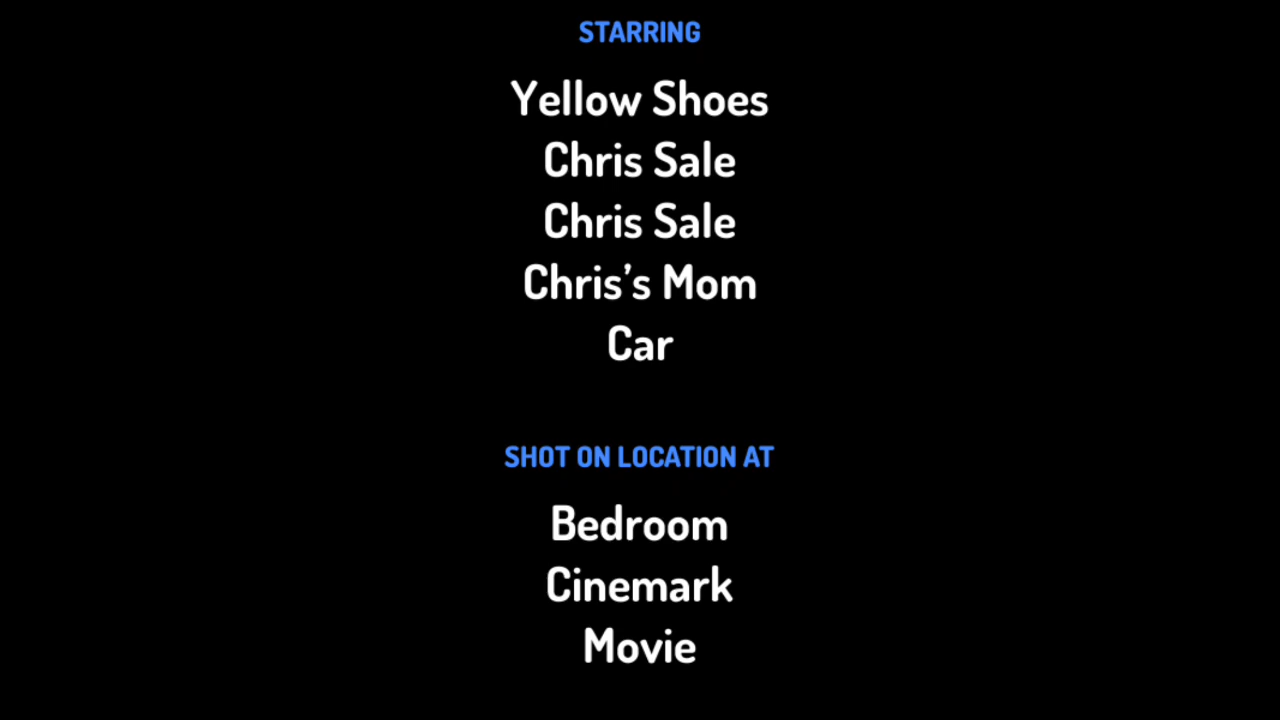 STARRING
Yellow Shoes
Chris Sale
Chris Sale
Chris’s Mom
Car
SHOT ON LOCATION AT
Bedroom
Cinemark
Movie